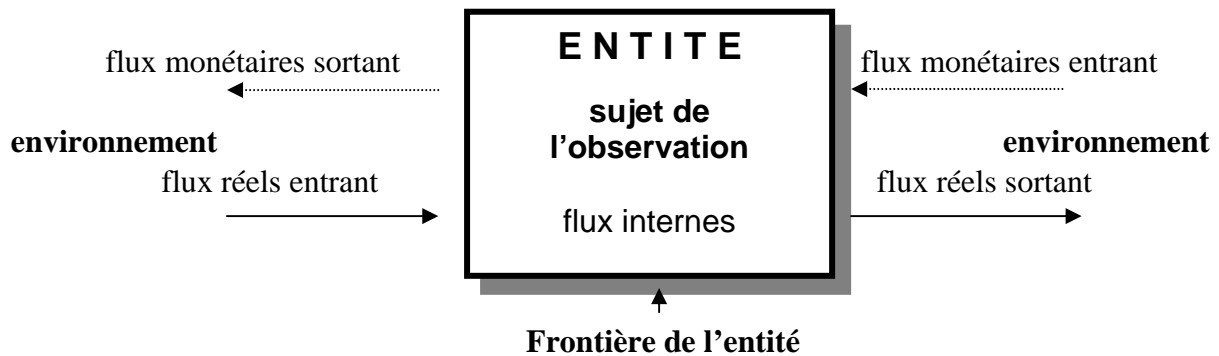 E N T I T E
flux monétaires sortant
flux monétaires entrant
sujet de
l’observation
environnement
environnement
flux réels entrant
flux réels sortant
flux internes
Frontière de l’entité